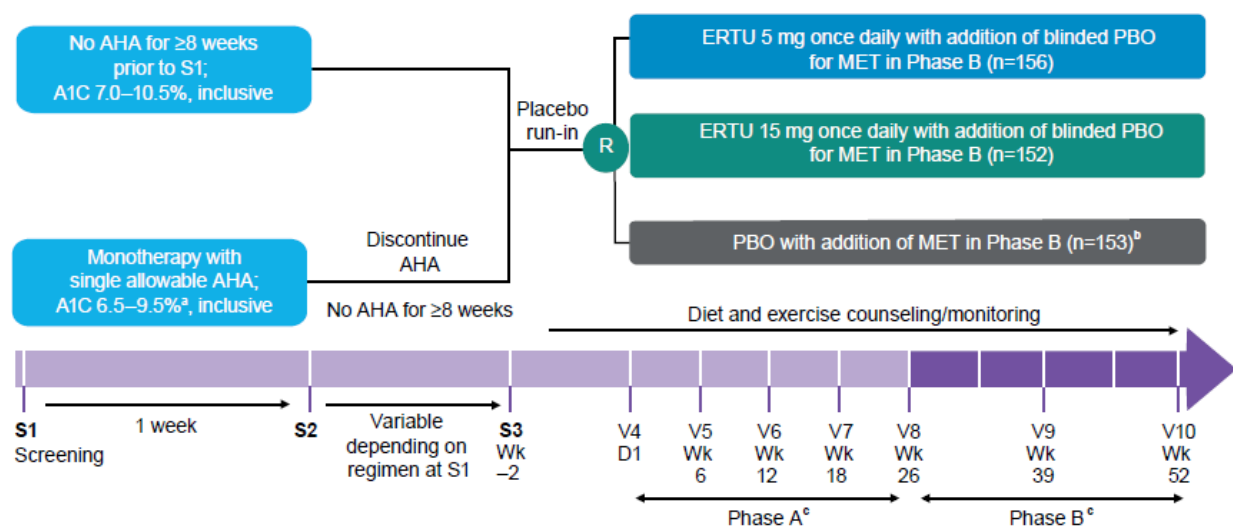 No AHA for ≥8 weeks
prior to S1;
A1C 7.0–10.5%, inclusive
Monotherapy with
single allowable AHA;
A1C 6.5–9.5%ᵃ, inclusive
Discontinue
AHA
No AHA for ≥8 weeks
Placebo
run-in
R
ERTU 5 mg once daily with addition of blinded PBO
for MET in Phase B (n=156)
ERTU 15 mg once daily with addition of blinded PBO
for MET in Phase B (n=152)
PBO with addition of MET in Phase B (n=153)ᵇ
Diet and exercise counseling/monitoring
S1
Screening
1 week
S2
Variable
depending on
regimen at S1
S3
Wk
–2
V4
D1
V5
Wk
6
V6
Wk
12
V7
Wk
18
V8
Wk
26
V9
Wk
39
V10
Wk
52
Phase Aᶜ
Phase Bᶜ